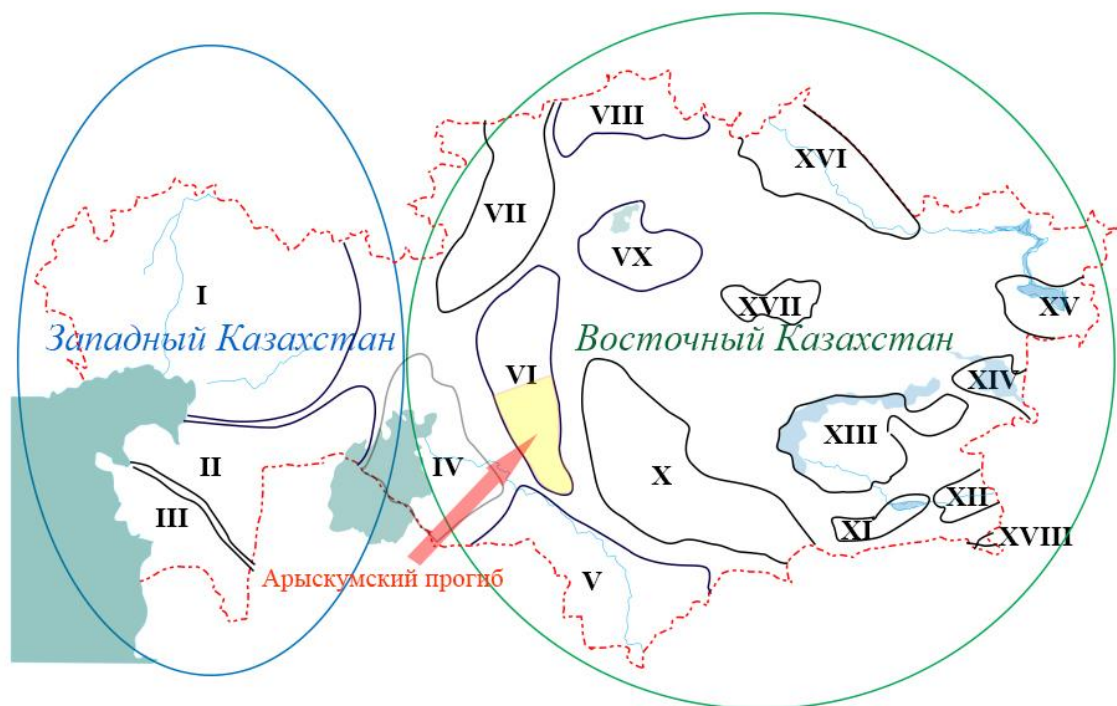 VIII
XVI
VII
VX
I
XVII
XV
Западный Казахстан
Восточный Казахстан
VI
XIV
XIII
II
IV
X
III
XII
XI
XVIII
Арыскумский прогиб
V